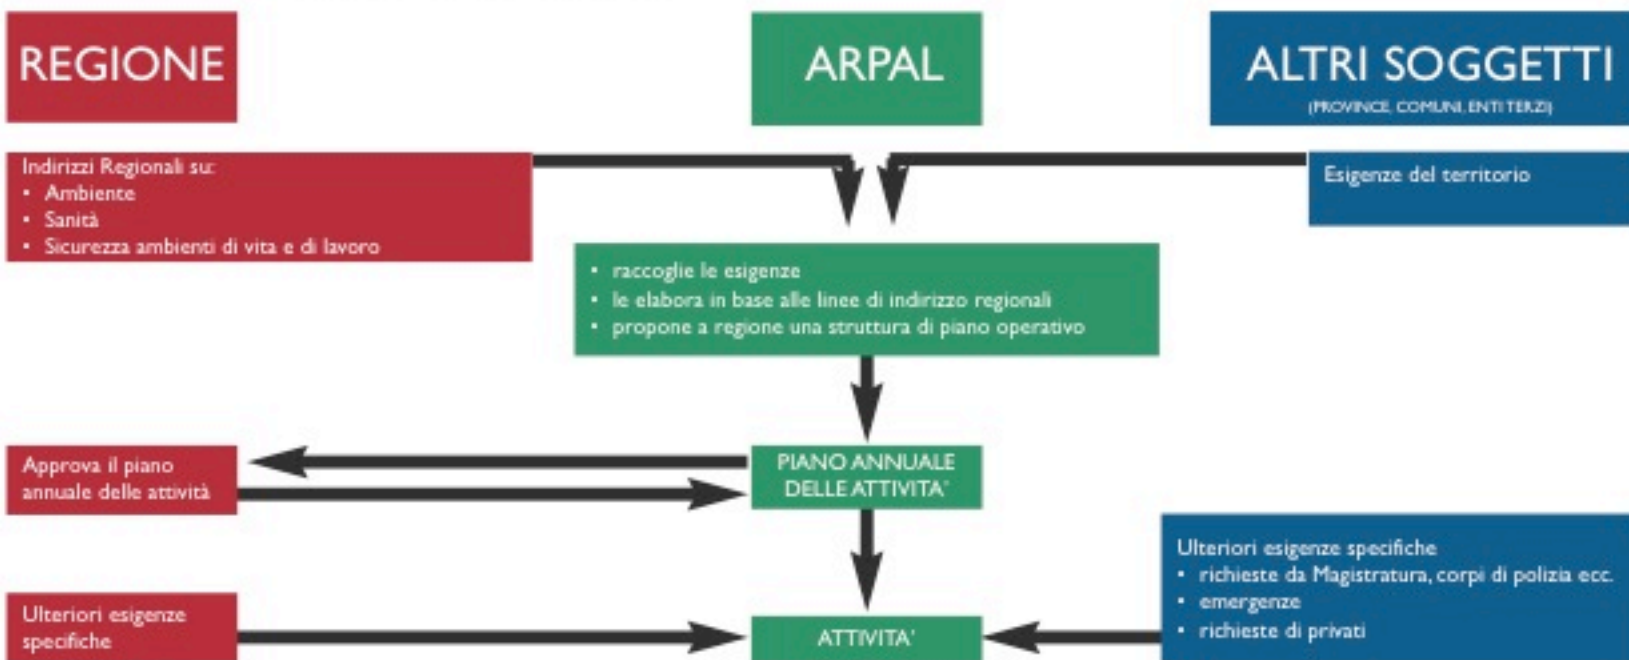 REGIONE
ARPAL
ALTRI SOGGETTI
(PROVINCE, COMUNI, ENTI TERZI)
Indirizzi Regionali su:
• Ambiente
• Sanità
• Sicurezza ambienti di vita e di lavoro
Esigenze del territorio
• raccoglie le esigenze
• le elabora in base alle linee di indirizzo regionali
• propone a regione una struttura di piano operativo
Approva il piano
annuale delle attività
PIANO ANNUALE
DELLE ATTIVITA'
Ulteriori esigenze
specifiche
ATTIVITA'
Ulteriori esigenze specifiche
• richieste da Magistratura, corpi di polizia ecc.
• emergenze
• richieste di privati